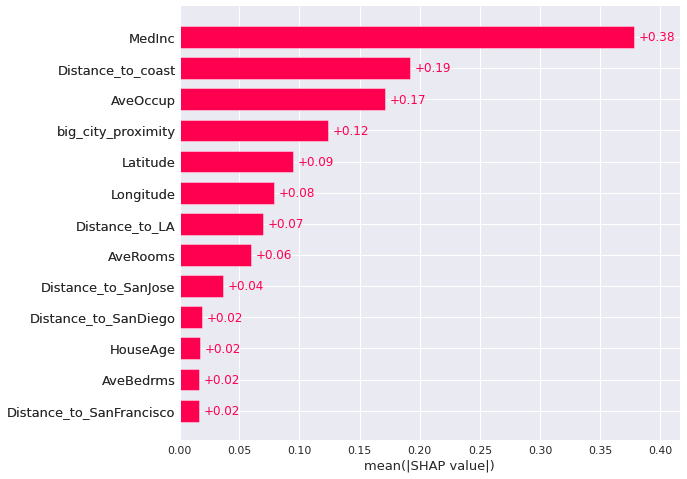 MedInc +0.38
Distance_to_coast +0.19
AveOccup +0.17
big_city_proximity +0.12
Latitude +0.09
Longitude +0.08
Distance_to_LA +0.07
AveRooms +0.06
Distance_to_SanJose +0.04
Distance_to_SanDiego +0.02
HouseAge +0.02
AveBedrms +0.02
Distance_to_SanFrancisco +0.02
0.00 0.05 0.10 0.15 0.20 0.25 0.30 0.35 0.40
mean(|SHAP value|)